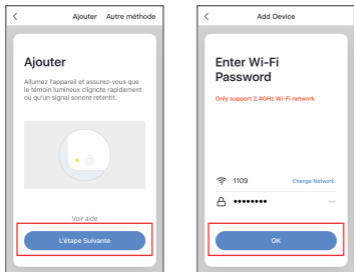 Ajouter Autre méthode
Ajouter
Allumez l'appareil et assurez-vous que
le témoin lumineux clignote rapidement
ou qu'un signal sonore retentit.
Voir aide
L'étape Suivante
Add Device
Enter Wi-Fi
Password
Only support 2.4GHz Wi-Fi network
1109 Change Network
••••••••
OK